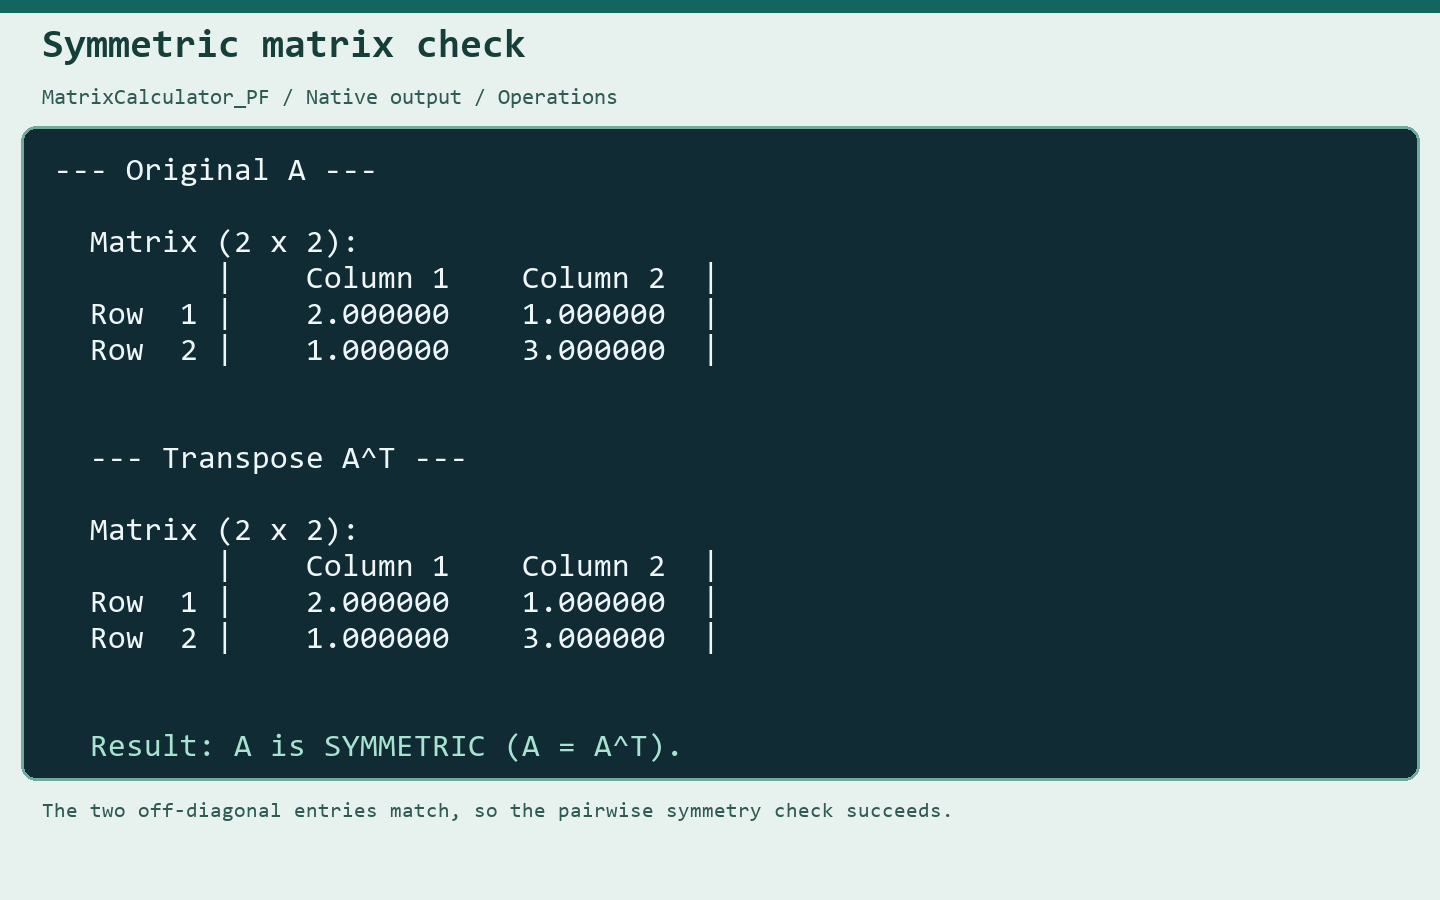 Symmetric matrix check
MatrixCalculator_PF / Native output / Operations
--- Original A ---
Matrix (2 x 2):
| Column 1 Column 2 |
Row 1 | 2.000000 1.000000 |
Row 2 | 1.000000 3.000000 |
--- Transpose A^T ---
Matrix (2 x 2):
| Column 1 Column 2 |
Row 1 | 2.000000 1.000000 |
Row 2 | 1.000000 3.000000 |
Result: A is SYMMETRIC (A = A^T).
The two off-diagonal entries match, so the pairwise symmetry check succeeds.